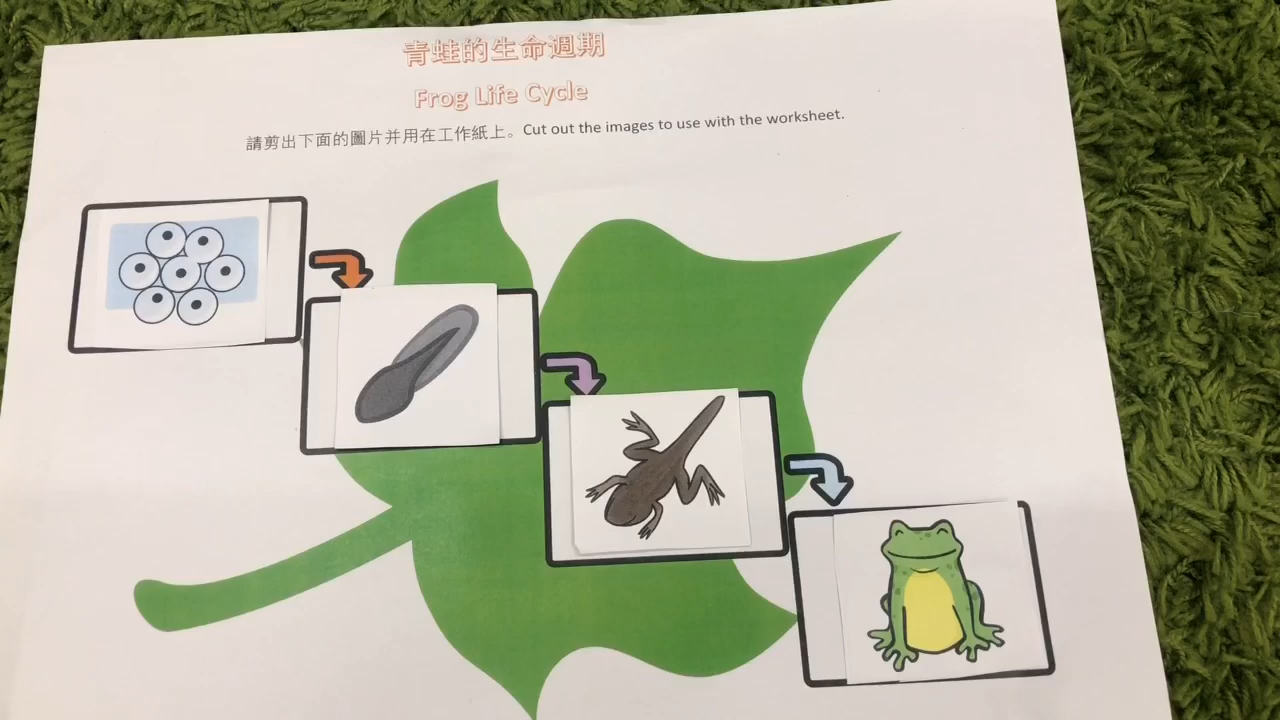 青蛙的生命週期
Frog Life Cycle
請剪出下面的圖片并用在工作紙上。Cut out the images to use with the worksheet.